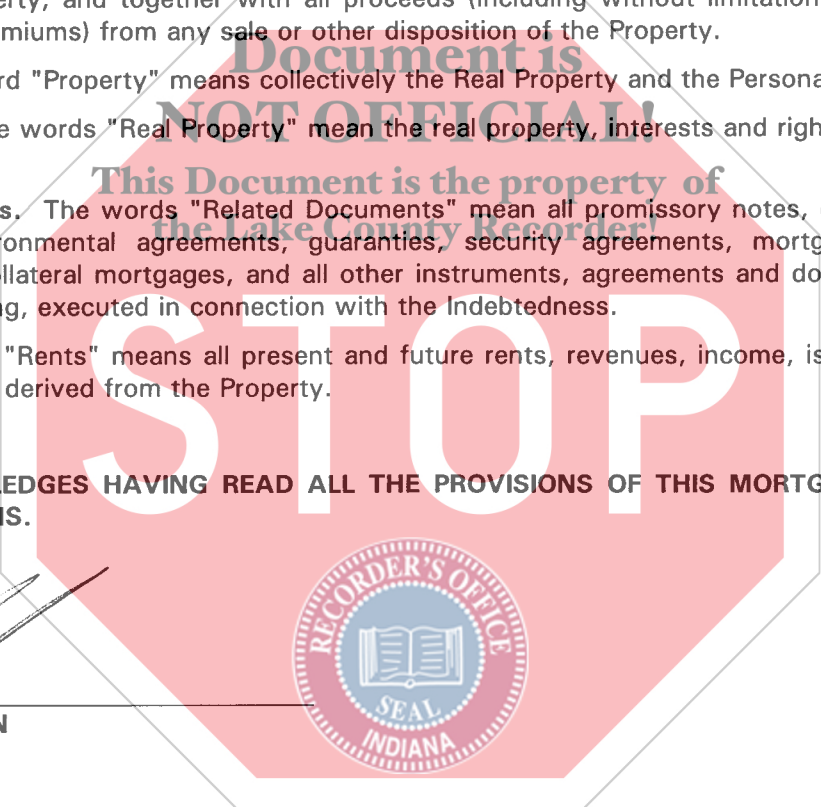 erty, and together with all proceeds (including without limitation
miums) from any sale or other disposition of the Property.
Document is
rd "Property" means collectively the Real Property and the Persona
NOT OFFICIAL!
e words "Real Property" mean the real property, interests and righ
This Document is the property of
s. The words "Related Documents" mean all promissory notes,
the Lake County Recorder!
ronmental agreements, guaranties, security agreements, mortg
llateral mortgages, and all other instruments, agreements and do
ng, executed in connection with the Indebtedness.
"Rents" means all present and future rents, revenues, income, is
derived from the Property.
STOP
LEDGES HAVING READ ALL THE PROVISIONS OF THIS MORTG
IS.
RECORDER'S OFFICE
SEAL
INDIANA
N